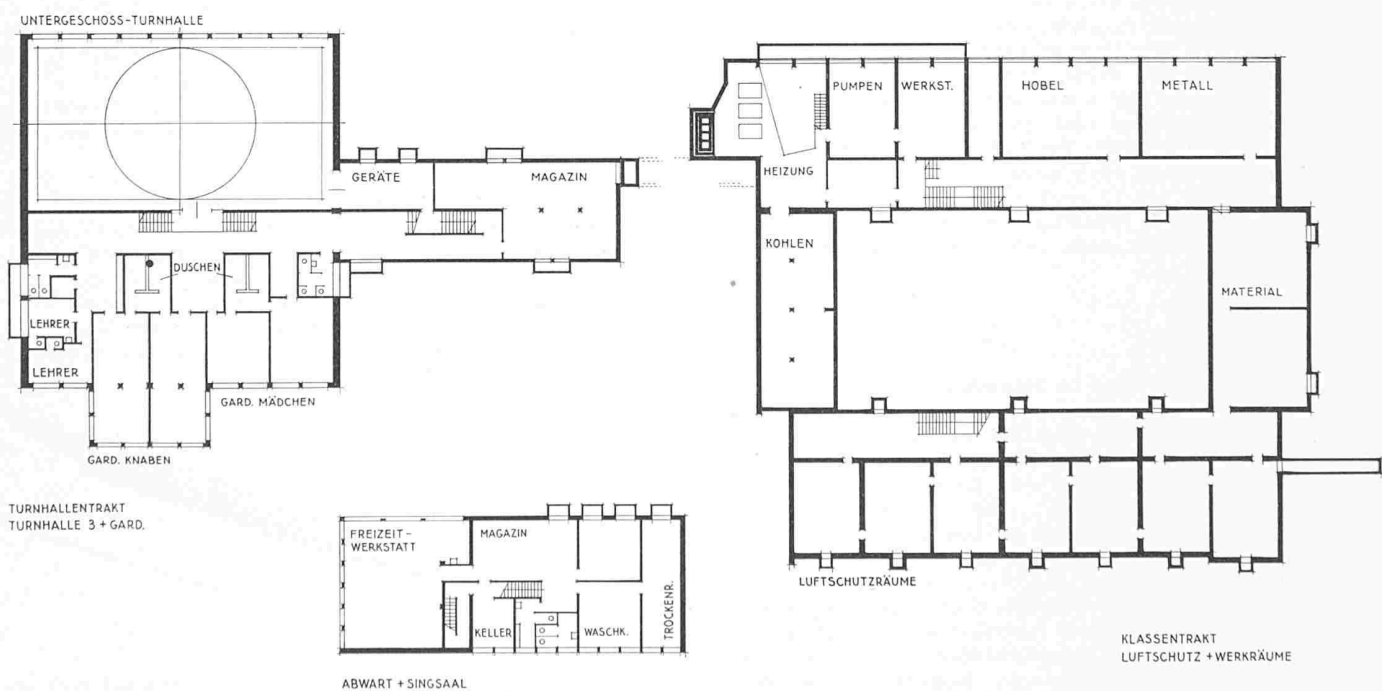 UNTERGESCHOSS-TURNHALLE
GERÄTE
MAGAZIN
DUSCHEN
LEHRER
LEHRER
GARD. MÄDCHEN
GARD. KNABEN
TURNHALLENTRAKT
TURNHALLE 3 + GARD.
FREIZEIT-
WERKSTATT
MAGAZIN
KELLER
WASCHK.
TROCKENR.
ABWART + SINGSAAL
PUMPEN
WERKST.
HOBEL
METALL
HEIZUNG
KOHLEN
MATERIAL
LUFTSCHUTZRÄUME
KLASSENTRAKT
LUFTSCHUTZ + WERKRÄUME